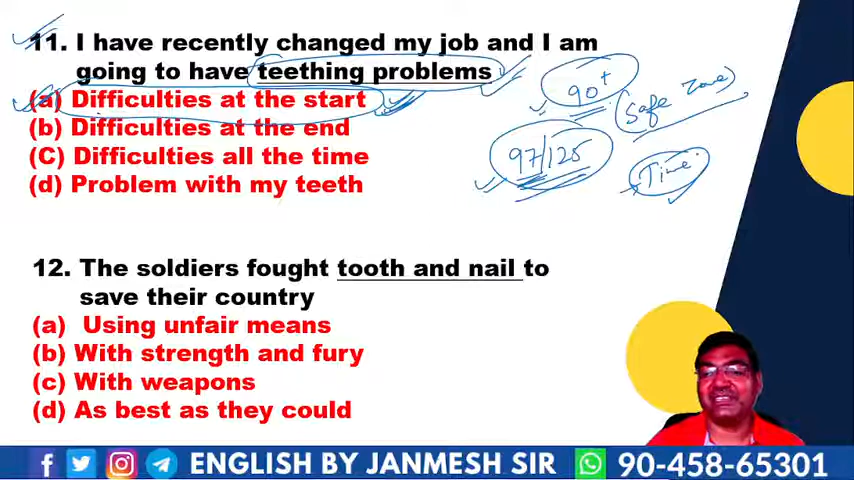 11. I have recently changed my job and I am
going to have teething problems
(a) Difficulties at the start
(b) Difficulties at the end
(C) Difficulties all the time
(d) Problem with my teeth
90+
(Safe zone)
97/125
Time
12. The soldiers fought tooth and nail to
save their country
(a) Using unfair means
(b) With strength and fury
(c) With weapons
(d) As best as they could
ENGLISH BY JANMESH SIR 90-458-65301